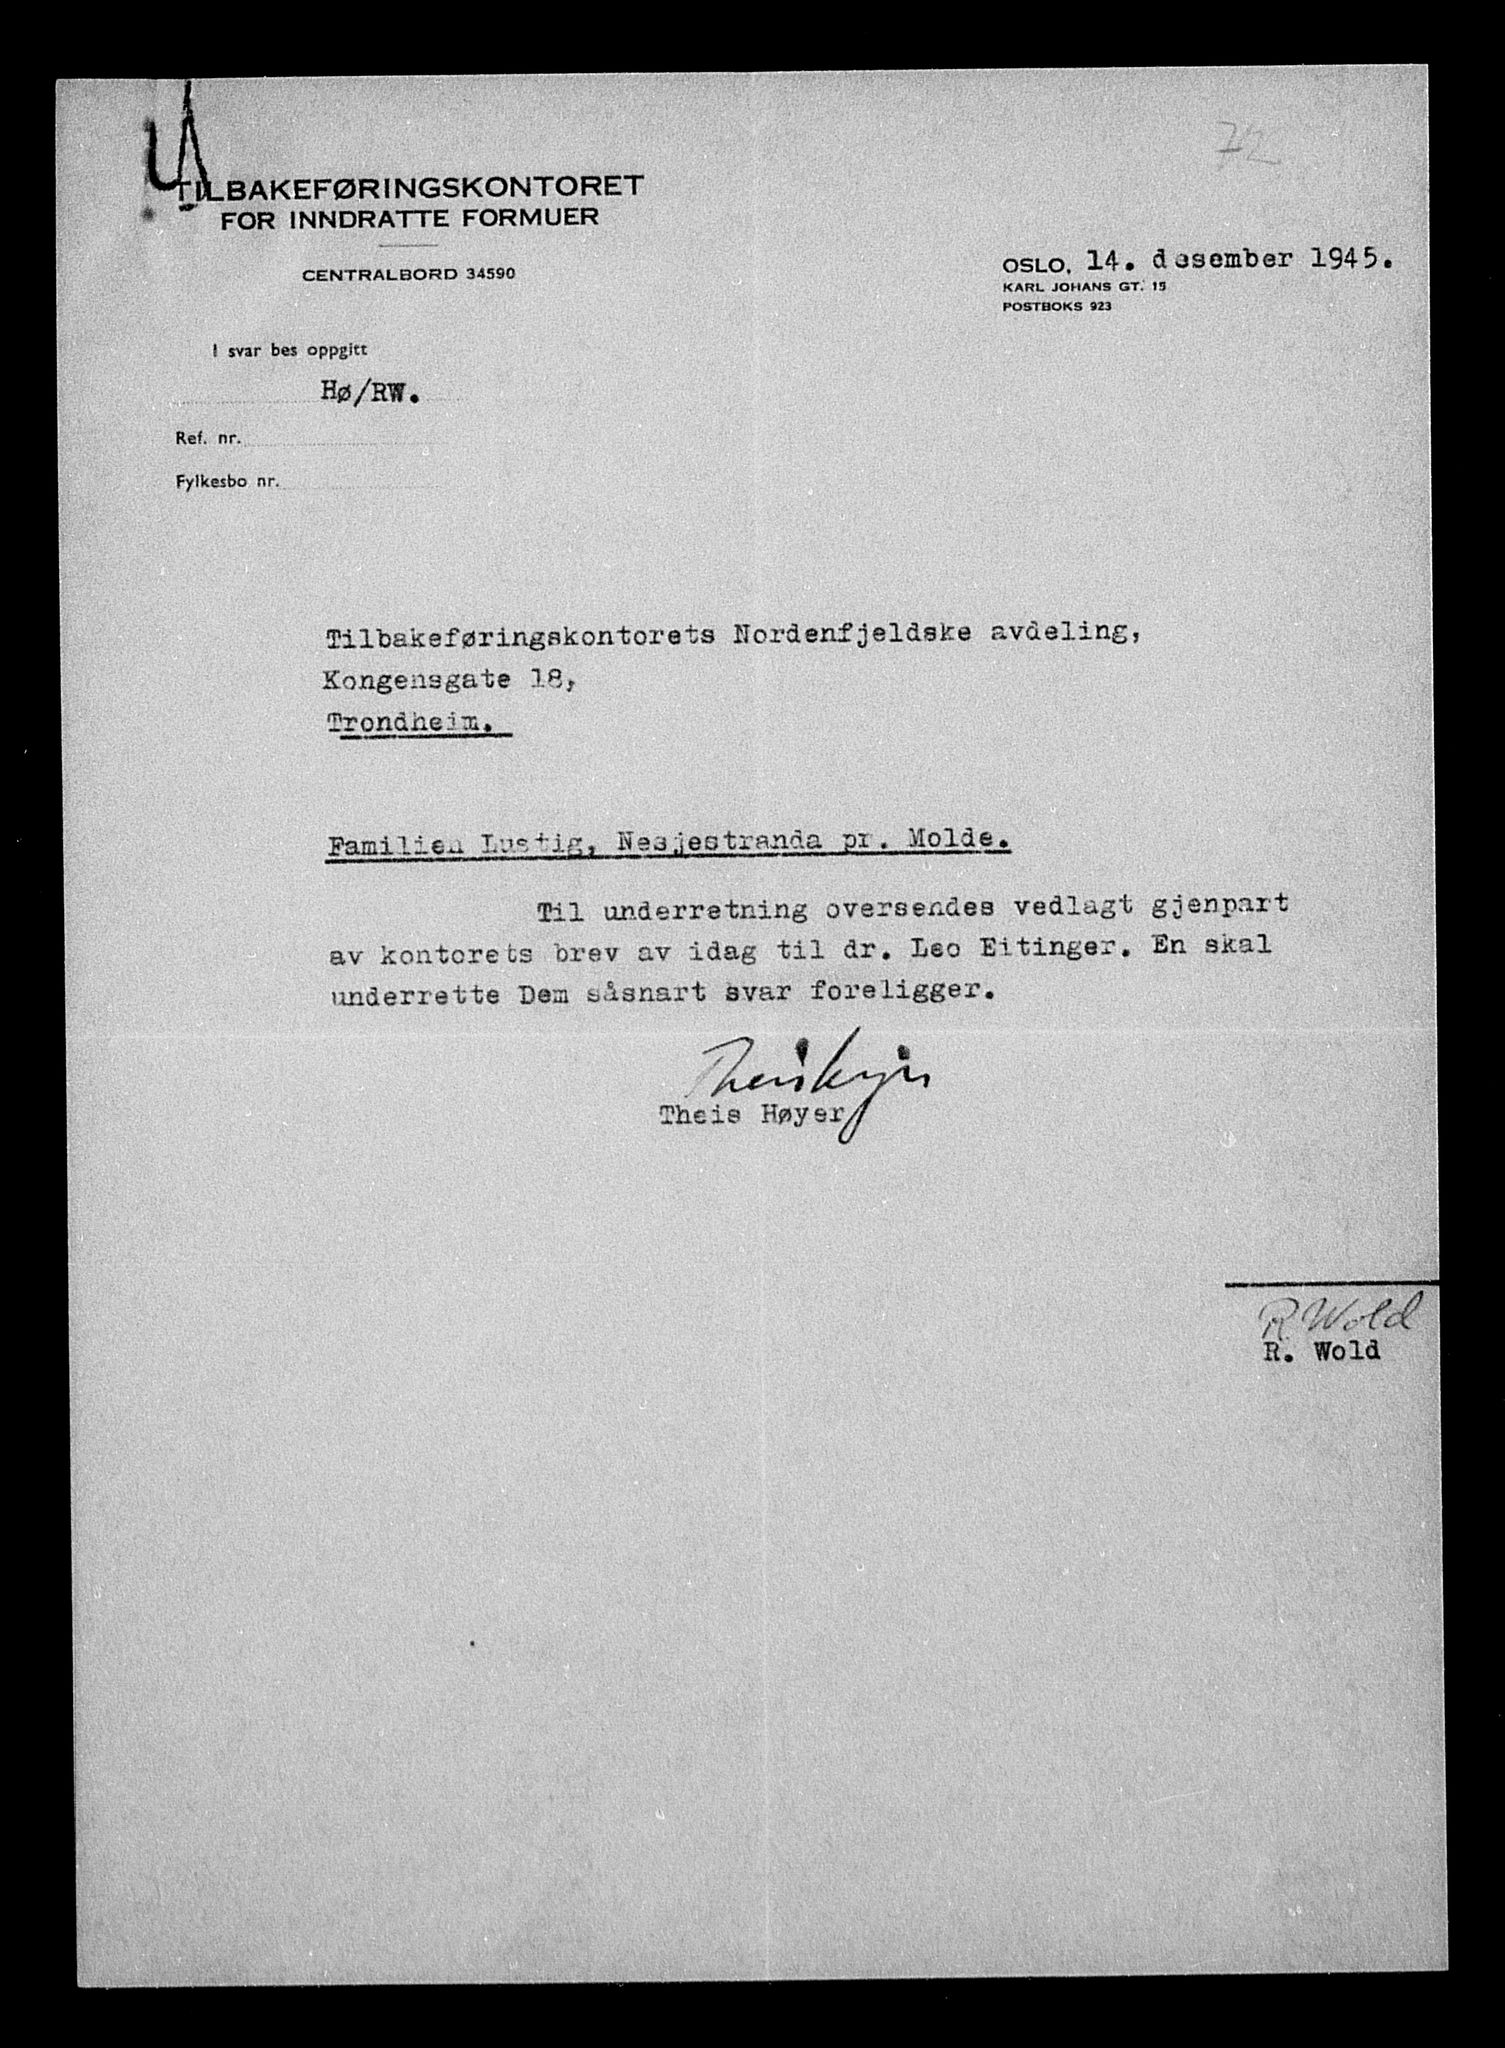 72
TILBAKEFØRINGSKONTORET
FOR INNDRATTE FORMUER
CENTRALBORD 34590
OSLO, 14. desember 1945.
KARL JOHANS GT. 15
POSTBOKS 923
I svar bes oppgitt
Hø/RW.
Ref. nr.
Fylkesbo nr.
Tilbakeføringskontorets Nordenfjeldske avdeling,
Kongensgate 18,
Trondheim.
Familien Lustig, Nesjestranda pr. Molde.
Til underretning oversendes vedlagt gjenpart
av kontorets brev av idag til dr. Leo Eitinger. En skal
underrette Dem såsnart svar foreligger.
Theis Høyer
Theis Høyer
R Wold
R. Wold